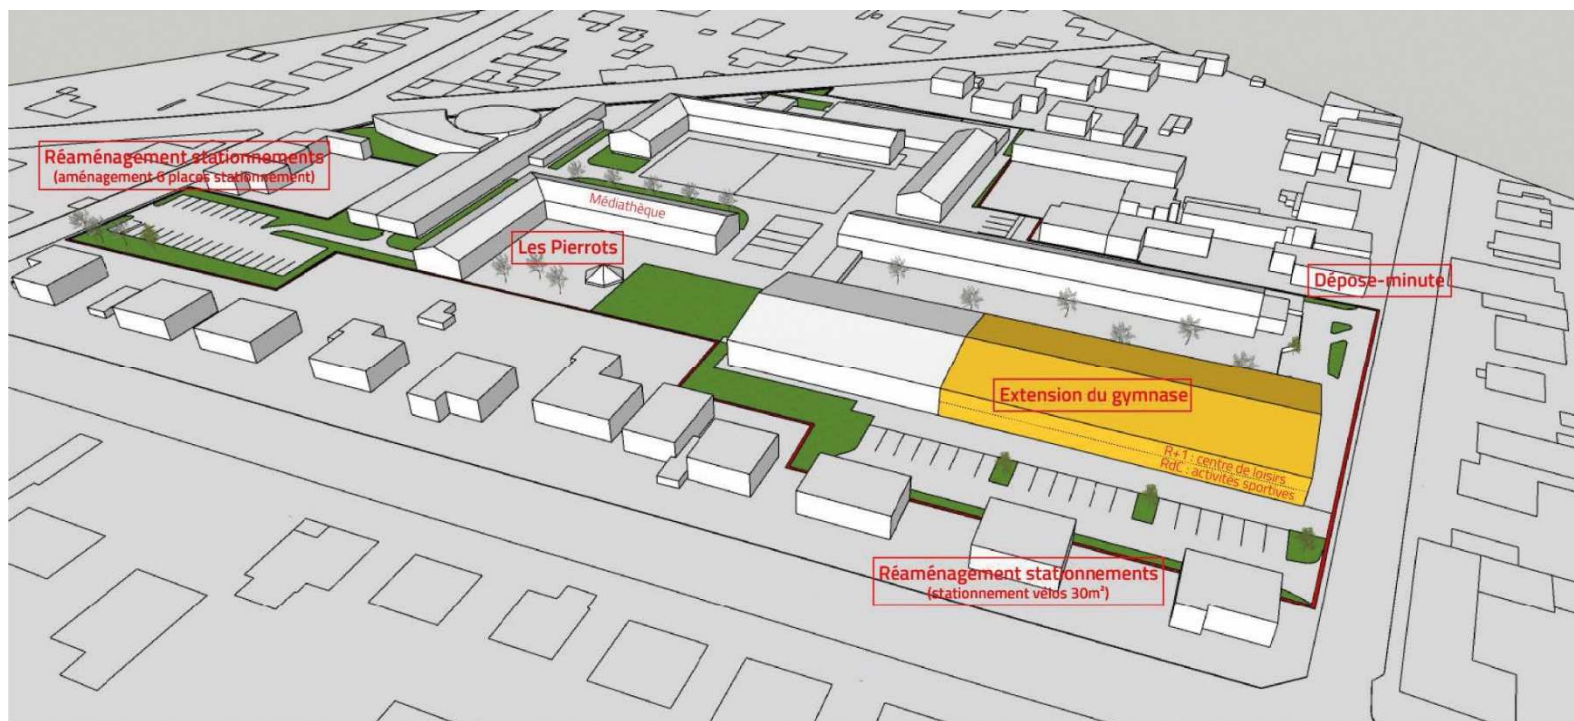 Réaménagement stationnements
(aménagement 6 places stationnement)
Médiathèque
Les Pierrots
Dépose-minute
Extension du gymnase
R+1 : centre de loisirs
RdC : activités sportives
Réaménagement stationnements
(stationnement vélos 30m²)